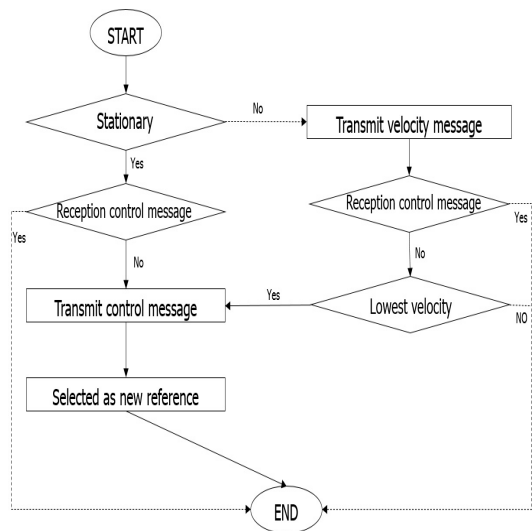 START
Stationary
No
Transmit velocity message
Yes
Reception control message
Yes
Reception control message
Yes
No
No
Transmit control message
Yes
Lowest velocity
NO
Selected as new reference
END